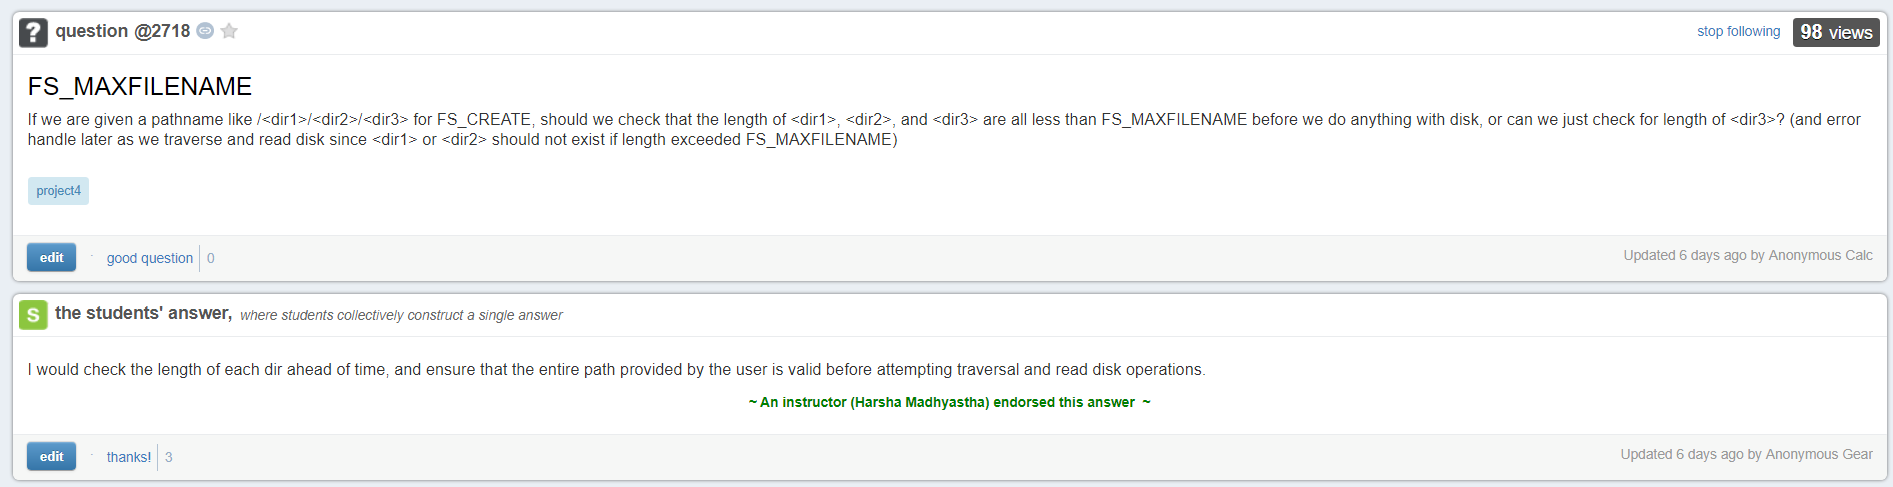 ? question @2718 stop following 98 views
FS_MAXFILENAME
If we are given a pathname like /<dir1>/<dir2>/<dir3> for FS_CREATE, should we check that the length of <dir1>, <dir2>, and <dir3> are all less than FS_MAXFILENAME before we do anything with disk, or can we just check for length of <dir3>? (and error
handle later as we traverse and read disk since <dir1> or <dir2> should not exist if length exceeded FS_MAXFILENAME)
project4
edit · good question 0 Updated 6 days ago by Anonymous Calc
S the students' answer, where students collectively construct a single answer
I would check the length of each dir ahead of time, and ensure that the entire path provided by the user is valid before attempting traversal and read disk operations.
~ An instructor (Harsha Madhyastha) endorsed this answer ~
edit · thanks! 3 Updated 6 days ago by Anonymous Gear